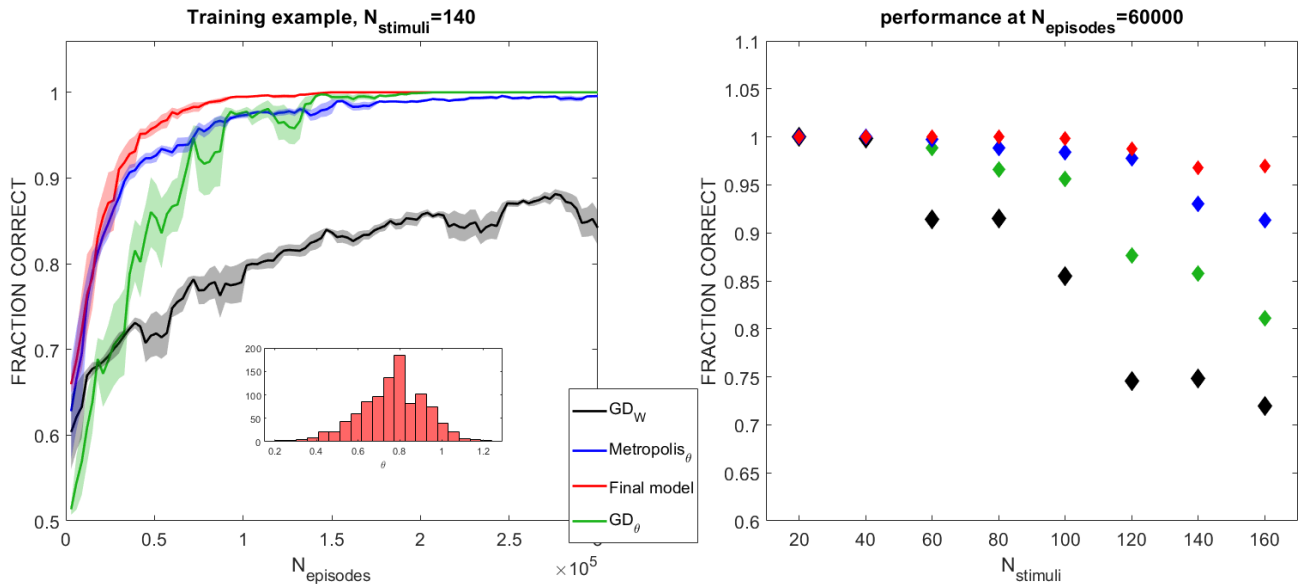 Training example, N_stimuli=140
FRACTION CORRECT
1
0.9
0.8
0.7
0.6
0.5
0 0.5 1 1.5 2 2.5 3
×10^5
N_episodes
200
150
100
50
0
0.2 0.4 0.6 0.8 1 1.2
θ
GD_W
Metropolis_θ
Final model
GD_θ
performance at N_episodes=60000
FRACTION CORRECT
1.1
1.05
1
0.95
0.9
0.85
0.8
0.75
0.7
0.65
0.6
20 40 60 80 100 120 140 160
N_stimuli